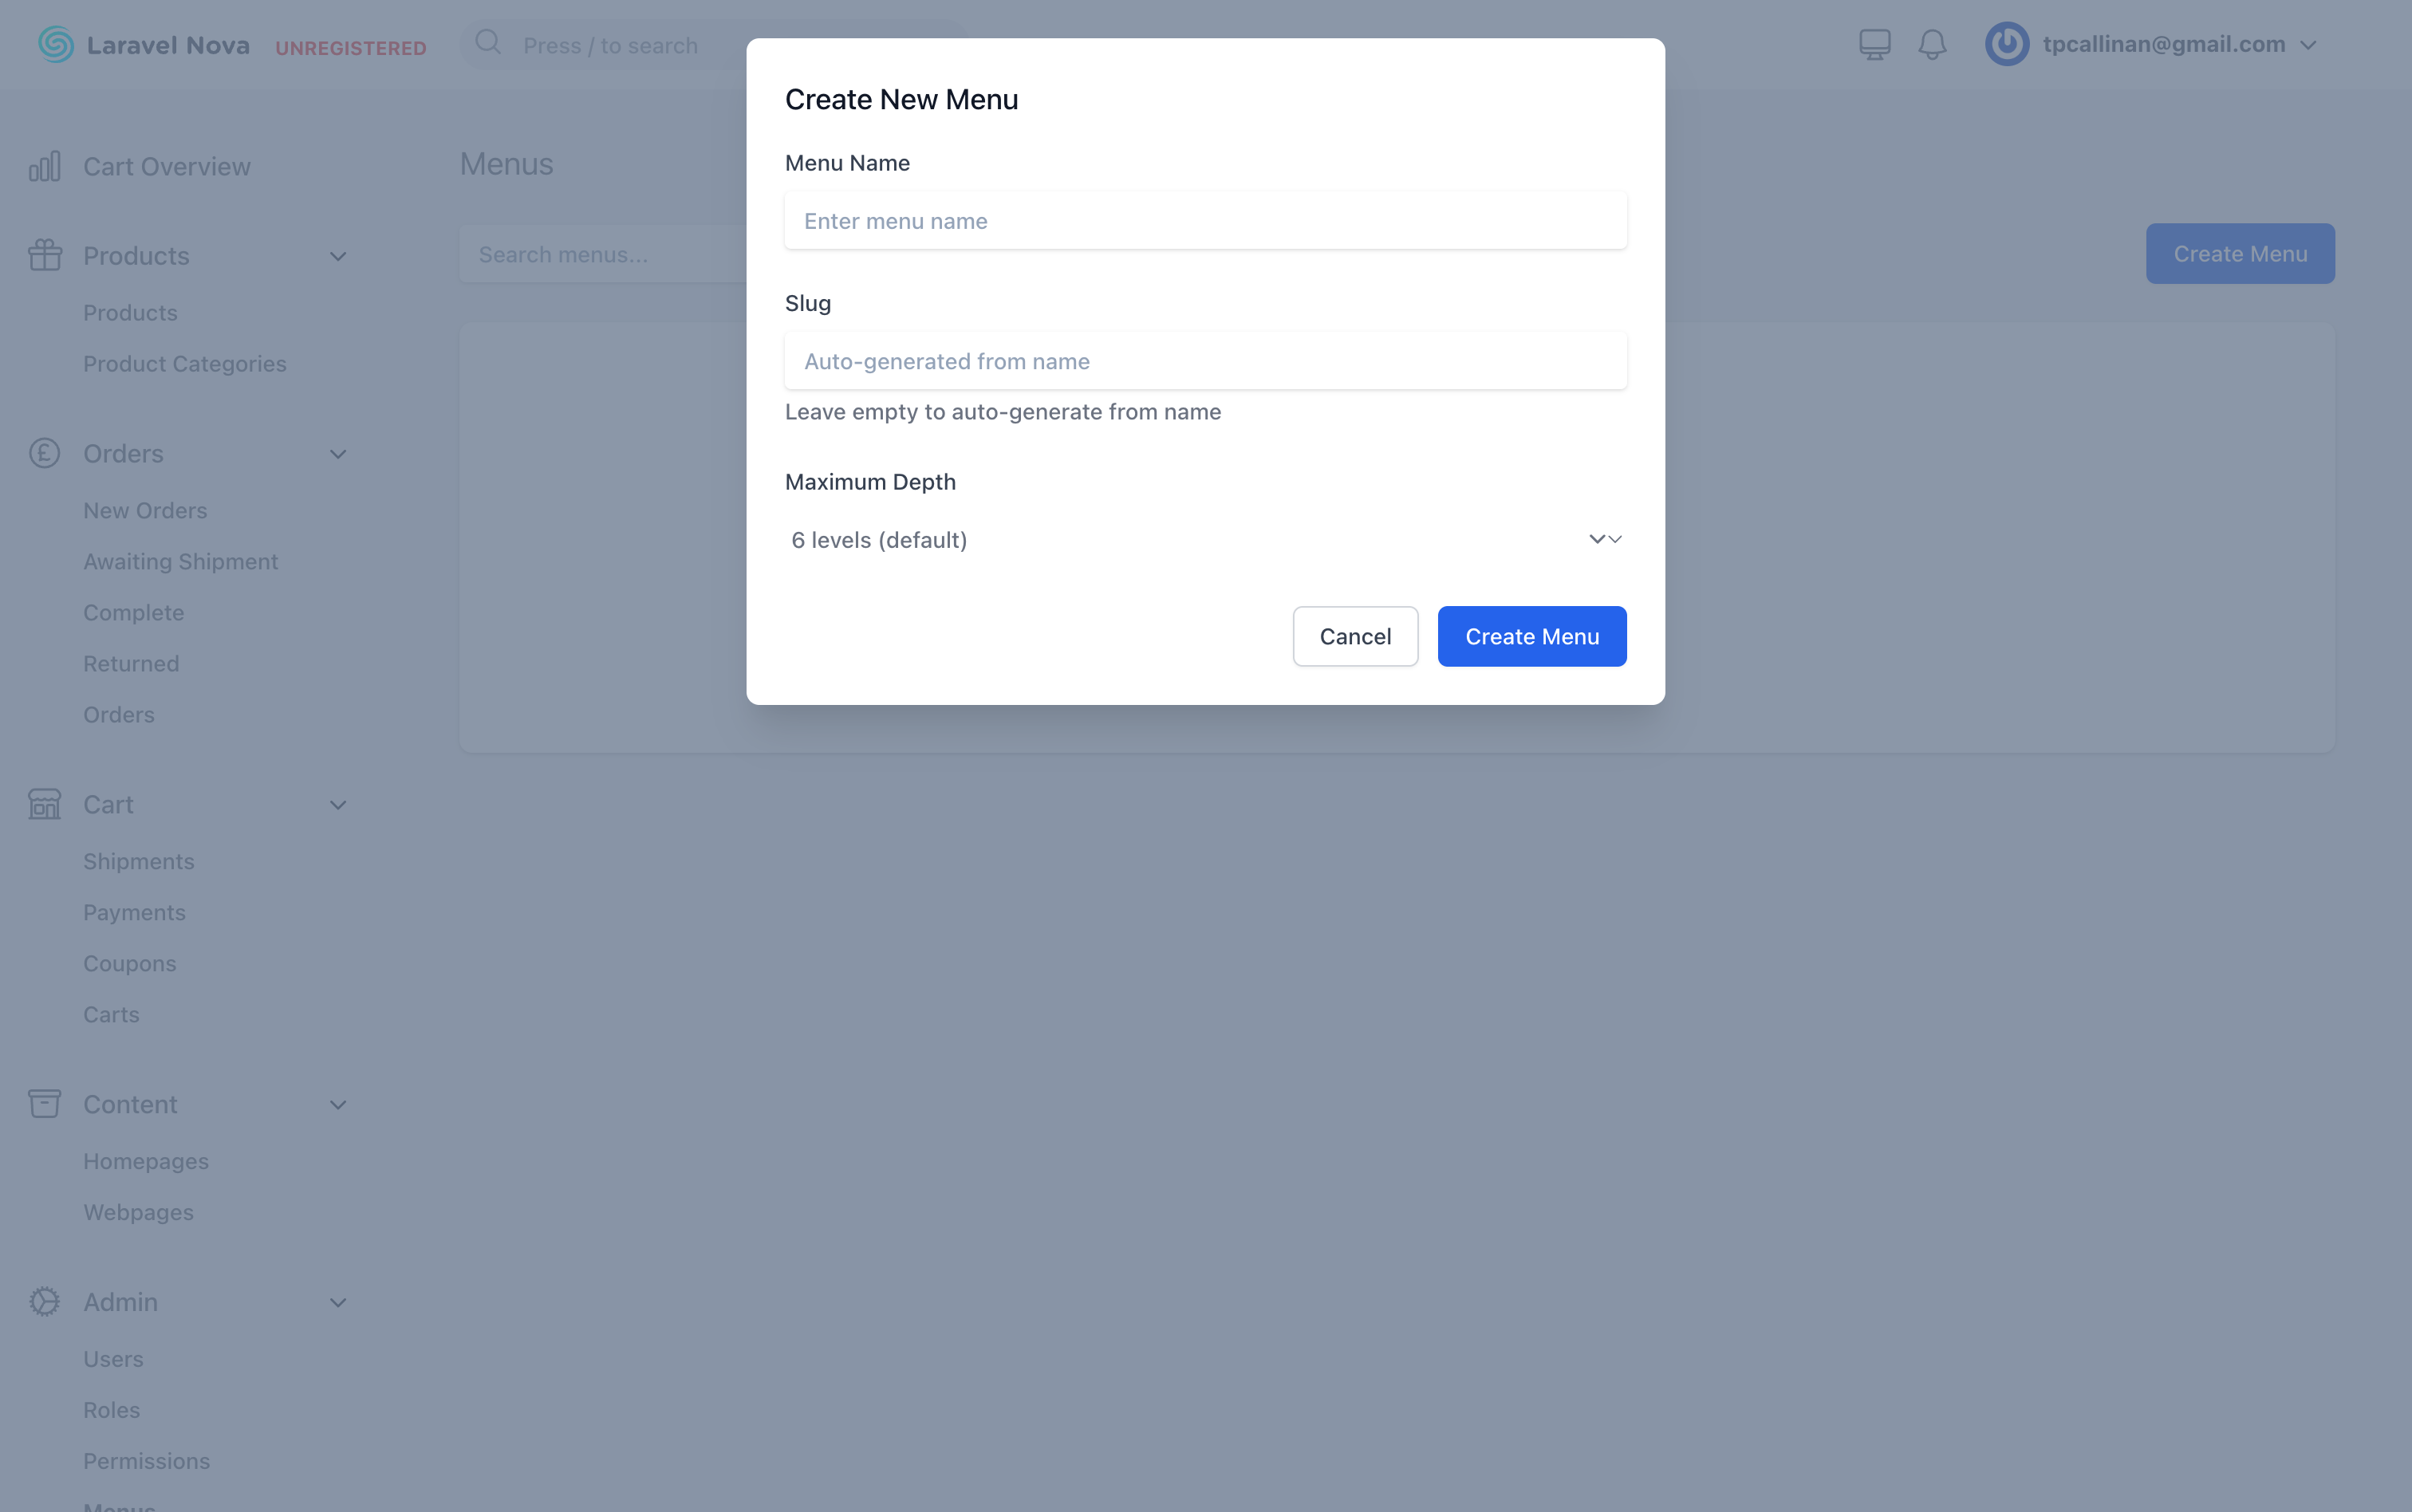 Laravel Nova UNREGISTERED
Press / to search
tpcallinan@gmail.com
Cart Overview
Products
Products
Product Categories
Orders
New Orders
Awaiting Shipment
Complete
Returned
Orders
Cart
Shipments
Payments
Coupons
Carts
Content
Homepages
Webpages
Admin
Users
Roles
Permissions
Menus
Menus
Search menus...
Create Menu
Create New Menu
Menu Name
Enter menu name
Slug
Auto-generated from name
Leave empty to auto-generate from name
Maximum Depth
6 levels (default)
Cancel
Create Menu